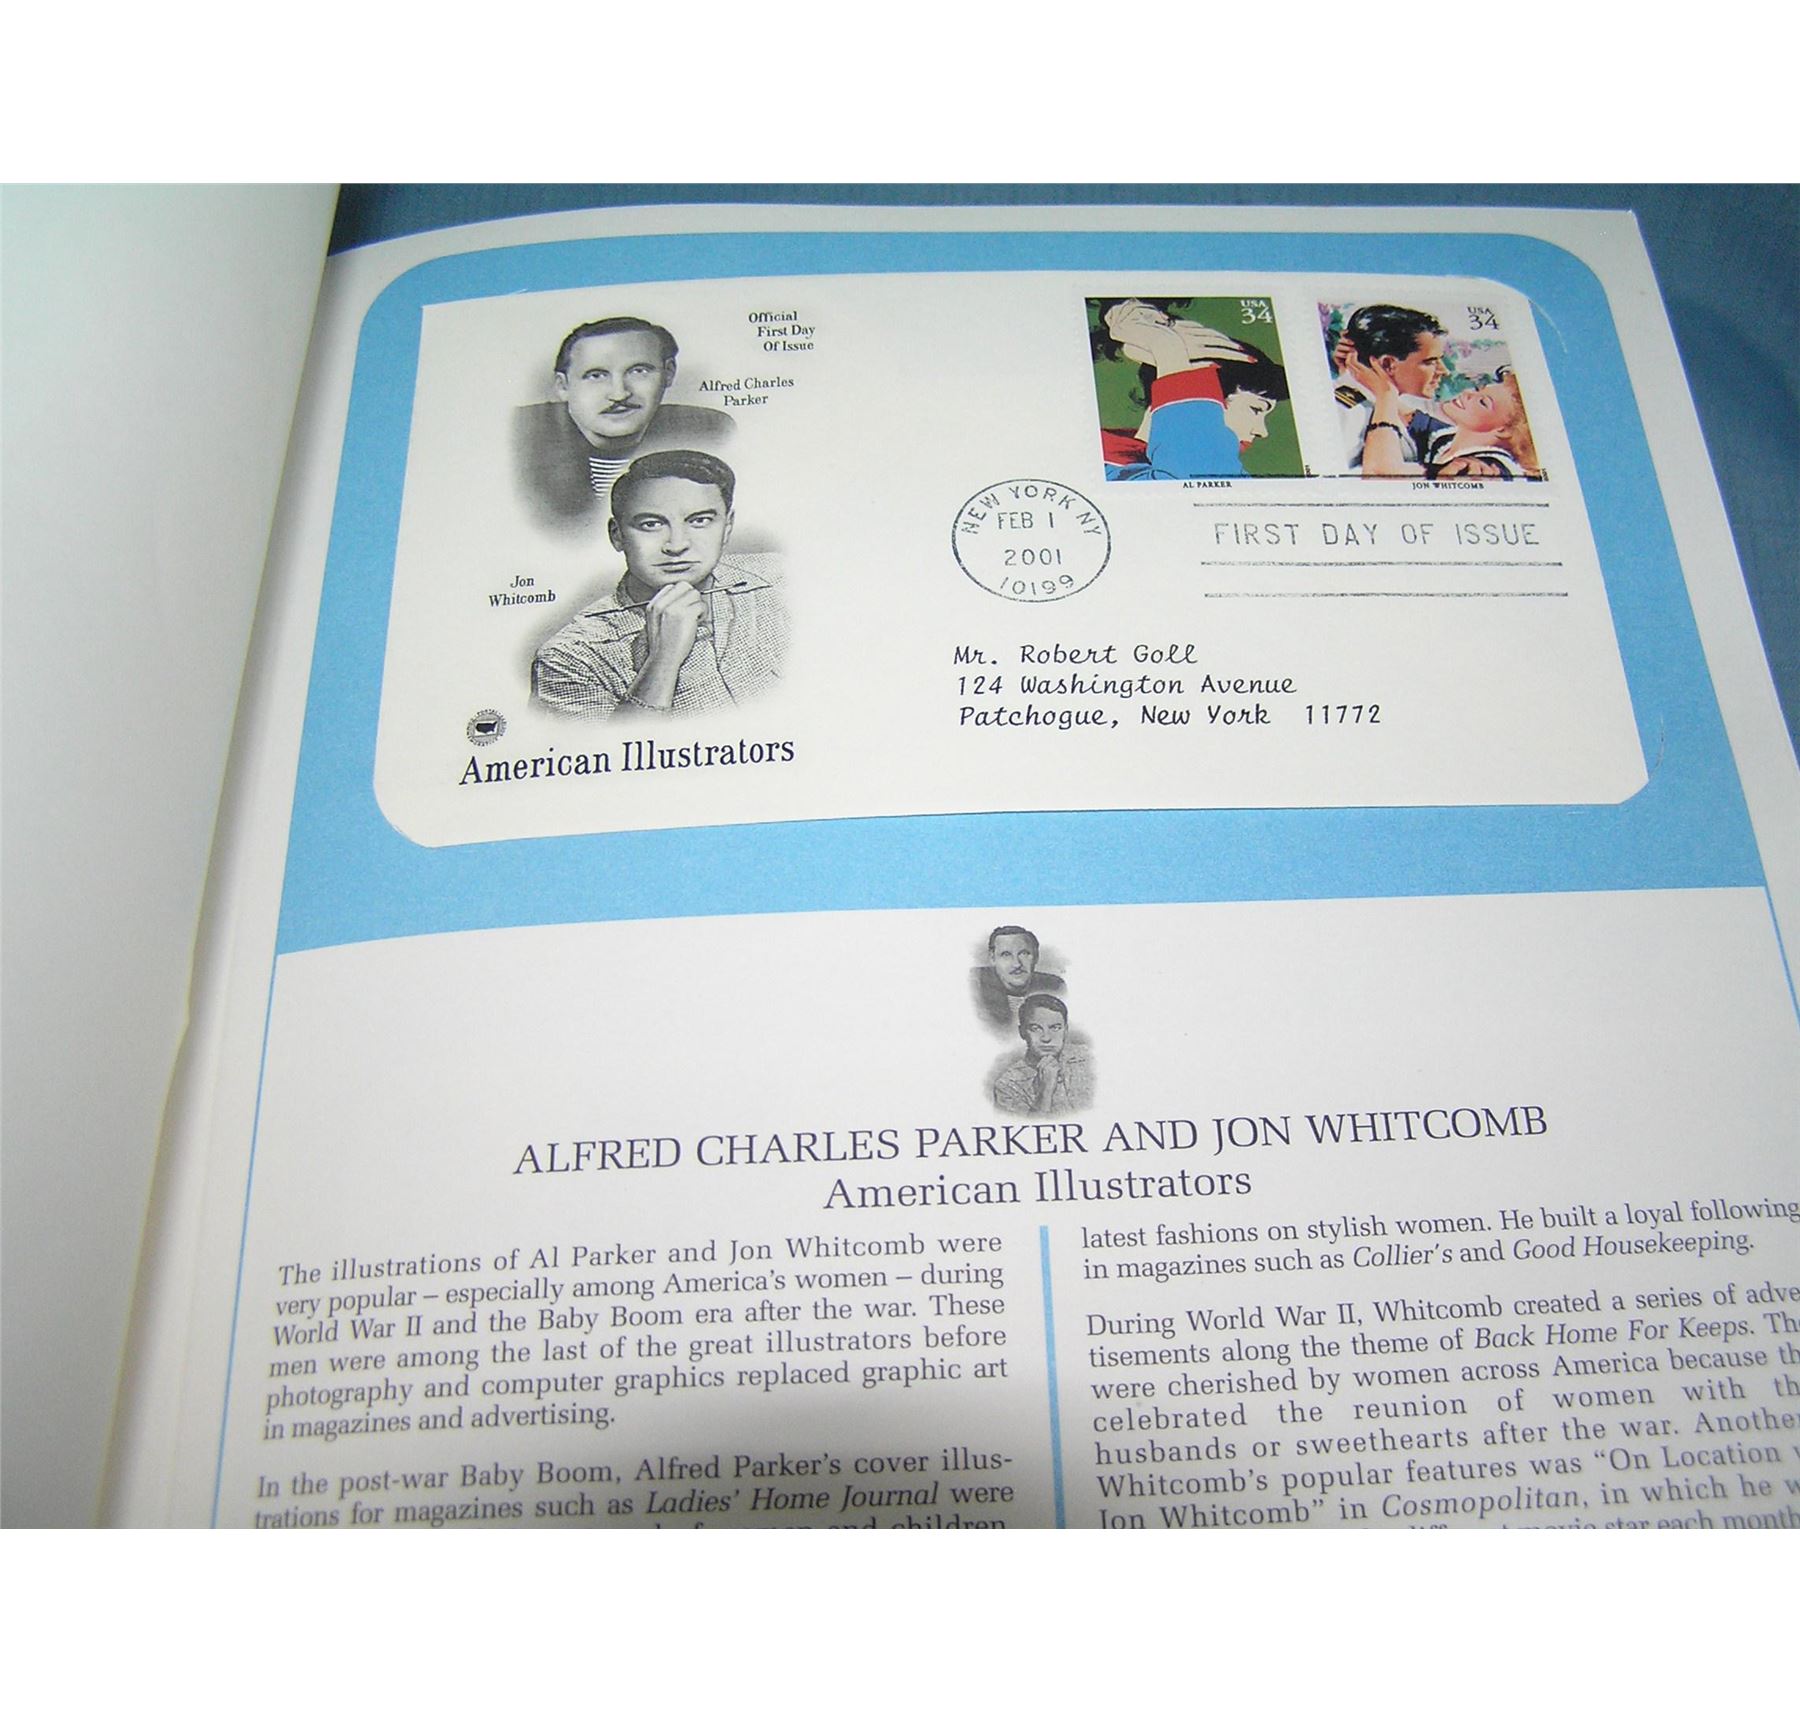 Official
First Day
Of Issue
Alfred Charles
Parker
Jon
Whitcomb
American Illustrators
USA
34
AL PARKER
USA
34
JON WHITCOMB
2001
NEW YORK NY
FEB 1
2001
10199
FIRST DAY OF ISSUE
Mr. Robert Goll
124 Washington Avenue
Patchogue, New York 11772
ALFRED CHARLES PARKER AND JON WHITCOMB
American Illustrators
The illustrations of Al Parker and Jon Whitcomb were
very popular – especially among America's women – during
World War II and the Baby Boom era after the war. These
men were among the last of the great illustrators before
photography and computer graphics replaced graphic art
in magazines and advertising.
In the post-war Baby Boom, Alfred Parker's cover illus-
trations for magazines such as Ladies' Home Journal were
and children
latest fashions on stylish women. He built a loyal following
in magazines such as Collier's and Good Housekeeping.
During World War II, Whitcomb created a series of adve
tisements along the theme of Back Home For Keeps. Th
were cherished by women across America because th
celebrated the reunion of women with th
husbands or sweethearts after the war. Another
Whitcomb's popular features was "On Location
Jon Whitcomb" in Cosmopolitan, in which he w
movie star each month